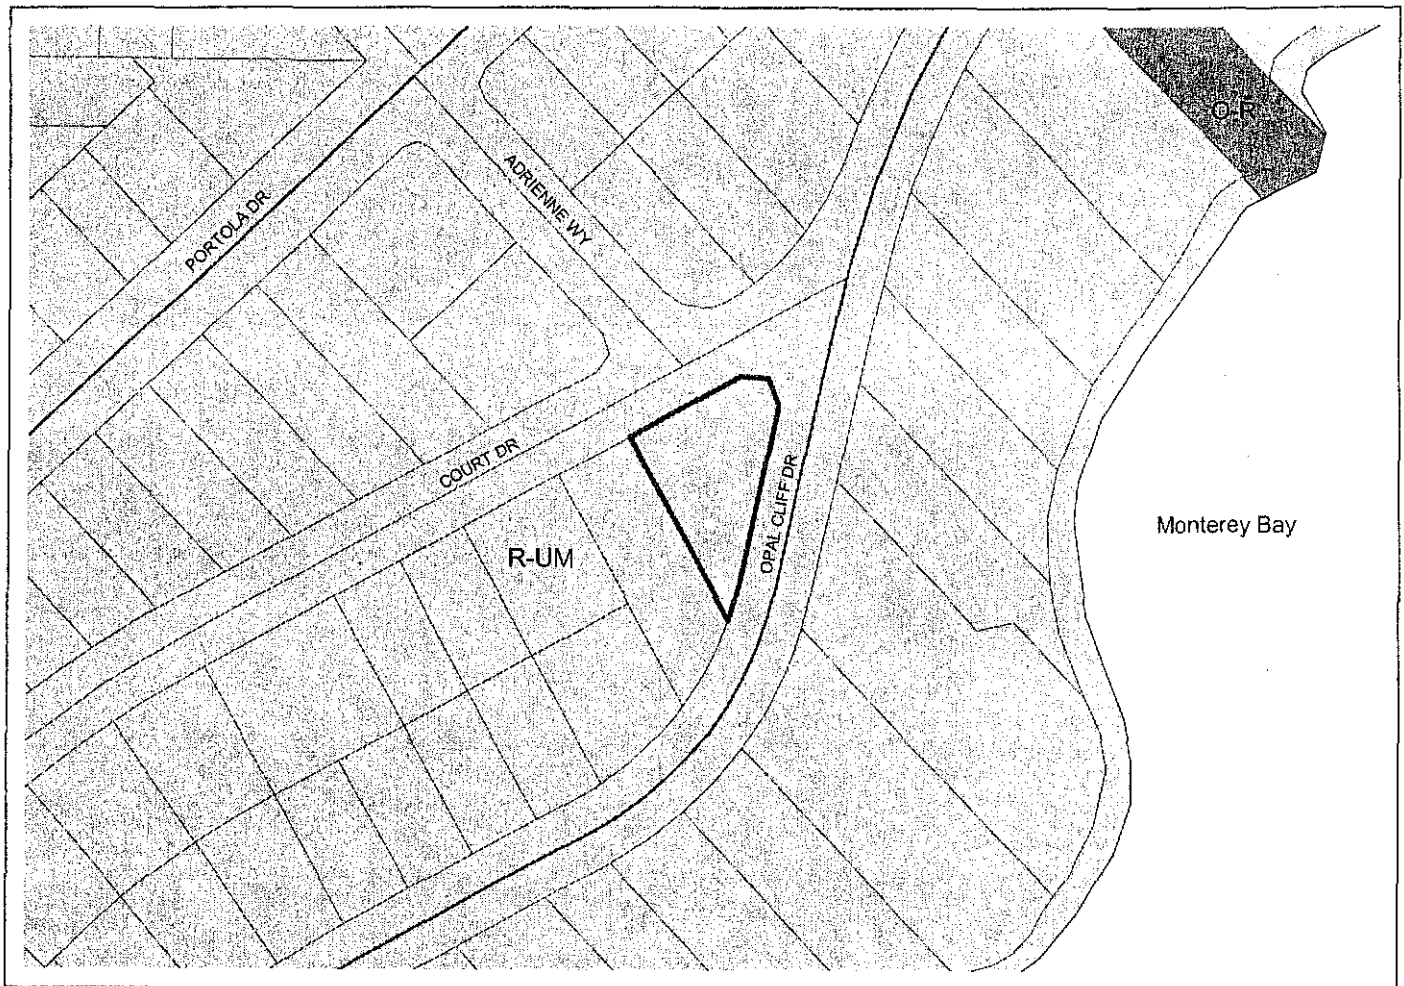 O-R
ADRIENNE WY
PORTOLA DR
COURT DR
OPAL CLIFF DR
Monterey Bay
R-UM